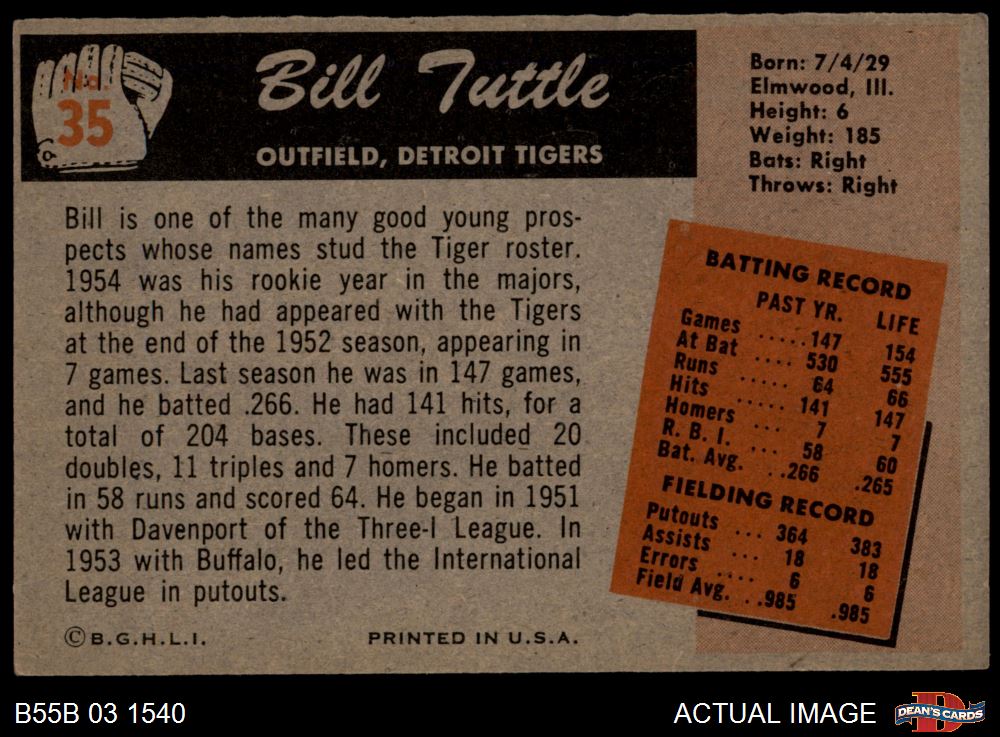 No.
35
Bill Tuttle
OUTFIELD, DETROIT TIGERS
Born: 7/4/29
Elmwood, Ill.
Height: 6
Weight: 185
Bats: Right
Throws: Right
Bill is one of the many good young pros-
pects whose names stud the Tiger roster.
1954 was his rookie year in the majors,
although he had appeared with the Tigers
at the end of the 1952 season, appearing in
7 games. Last season he was in 147 games,
and he batted .266. He had 141 hits, for a
total of 204 bases. These included 20
doubles, 11 triples and 7 homers. He batted
in 58 runs and scored 64. He began in 1951
with Davenport of the Three-I League. In
1953 with Buffalo, he led the International
League in putouts.
© B.G.H.L.I. PRINTED IN U.S.A.
BATTING RECORD
PAST YR. LIFE
Games ..... 147 154
At Bat .... 530 555
Runs ..... 64 66
Hits ..... 141 147
Homers ... 7 7
R. B. I. ... 58 60
Bat. Avg. . .266 .265
FIELDING RECORD
Putouts ... 364 383
Assists ... 18 18
Errors .... 6 6
Field Avg. . .985 .985
B55B 03 1540
ACTUAL IMAGE
DEAN'S CARDS